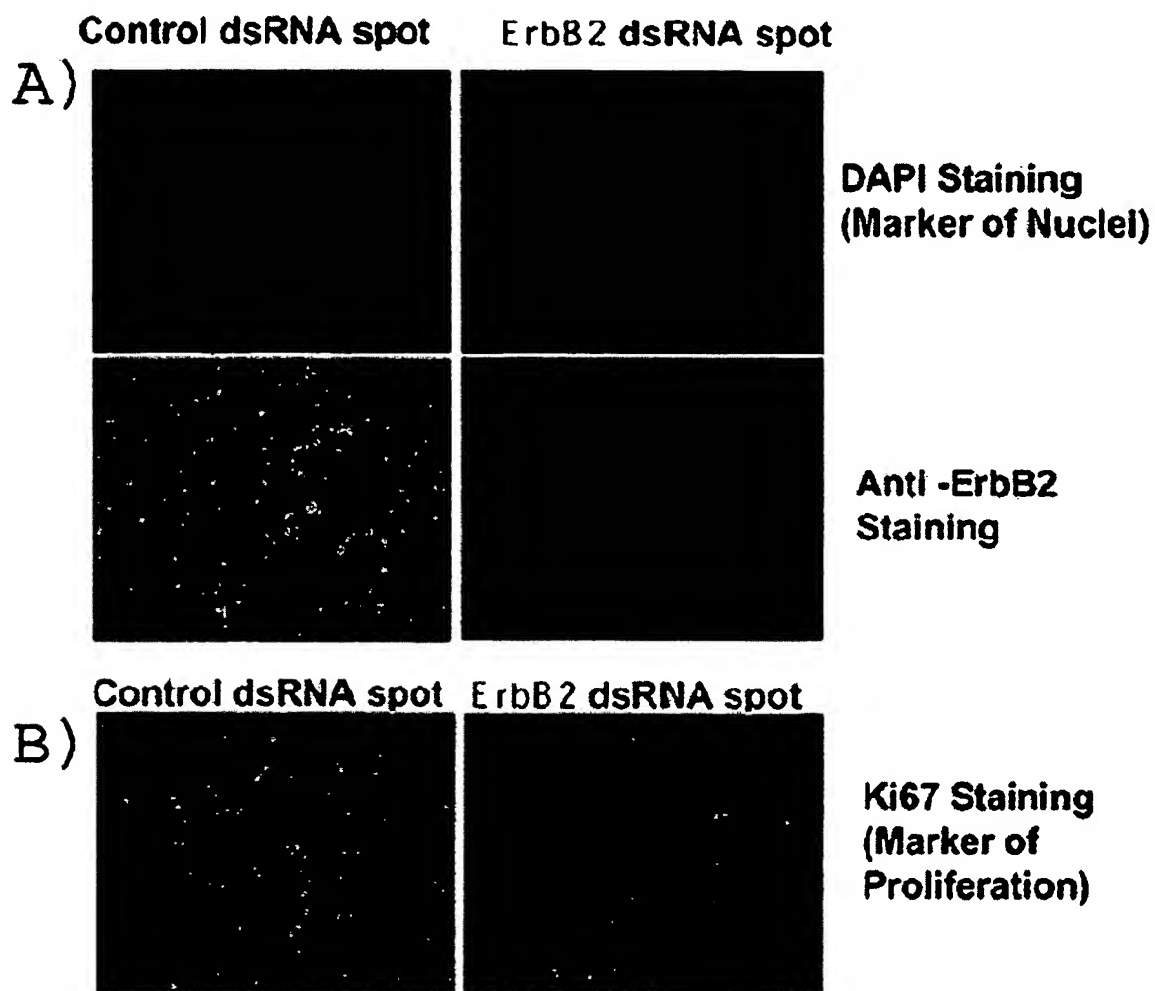 Control dsRNA spot ErbB2 dsRNA spot
A)
DAPI Staining
(Marker of Nuclei)
Anti -ErbB2
Staining
Control dsRNA spot ErbB2 dsRNA spot
B)
Ki67 Staining
(Marker of
Proliferation)